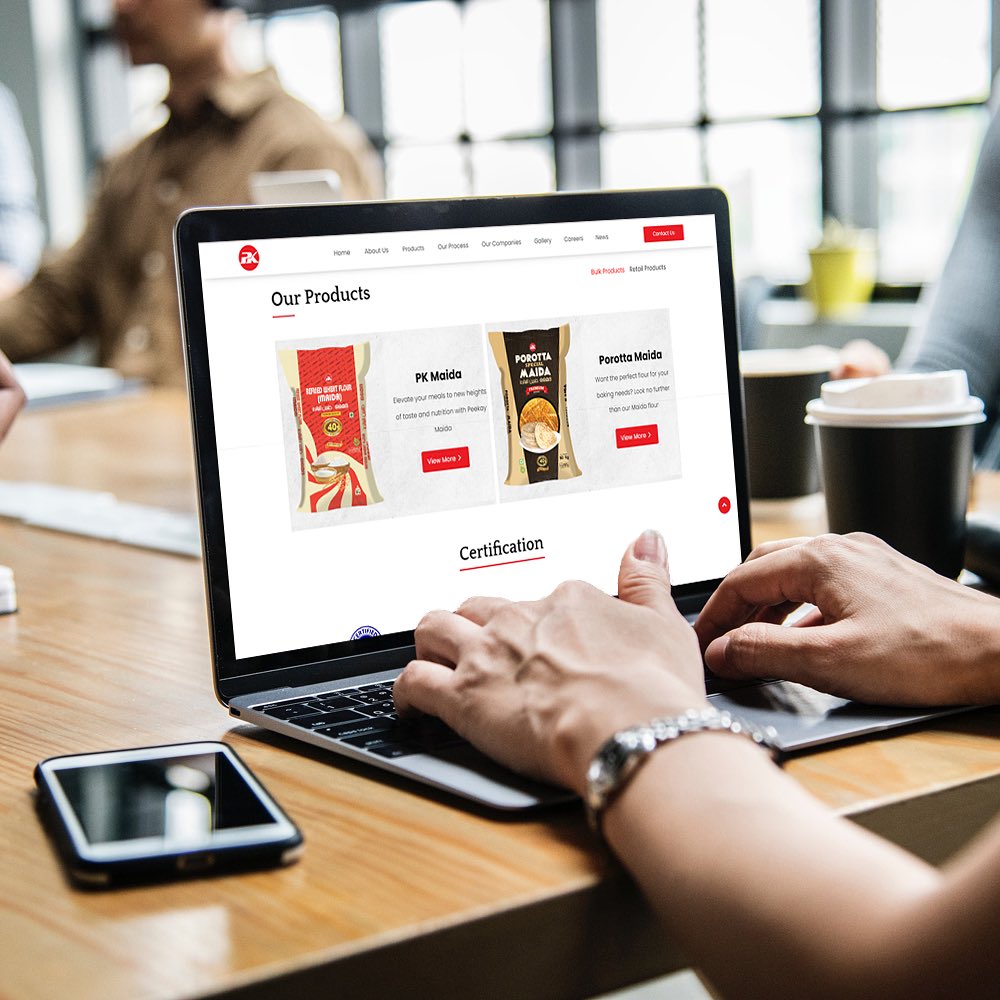 PK
Home About Us Products Our Process Our Companies Gallery Careers News Contact Us
Bulk Products Retail Products
Our Products
REFINED WHEAT FLOUR
(MAIDA)
40+
PK Maida
Elevate your meals to new heights
of taste and nutrition with Peekay
Maida
View More
POROTTA
SPECIAL
MAIDA
Porotta Maida
Want the perfect flour for your
baking needs? Look no further
than our Maida flour
View More
Certification
caps lock